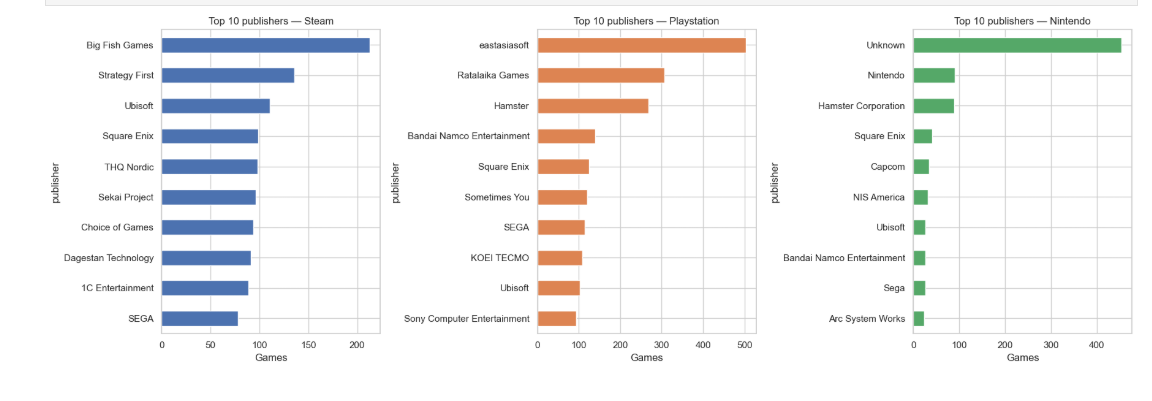 Top 10 publishers — Steam
publisher
Big Fish Games
Strategy First
Ubisoft
Square Enix
THQ Nordic
Sekai Project
Choice of Games
Dagestan Technology
1C Entertainment
SEGA
0 50 100 150 200
Games
Top 10 publishers — Playstation
publisher
eastasiasoft
Ratalaika Games
Hamster
Bandai Namco Entertainment
Square Enix
Sometimes You
SEGA
KOEI TECMO
Ubisoft
Sony Computer Entertainment
0 100 200 300 400 500
Games
Top 10 publishers — Nintendo
publisher
Unknown
Nintendo
Hamster Corporation
Square Enix
Capcom
NIS America
Ubisoft
Bandai Namco Entertainment
Sega
Arc System Works
0 100 200 300 400
Games